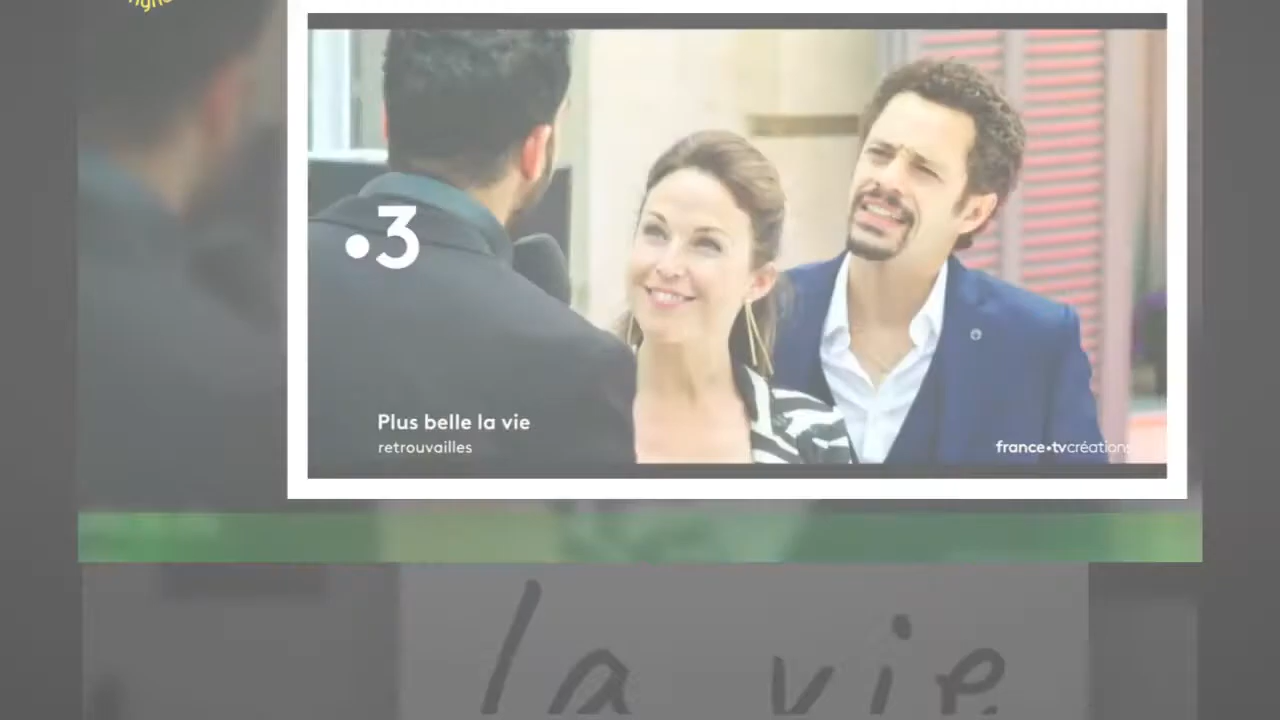 •3
Plus belle la vie
retrouvailles
france•tvcréations
la vie